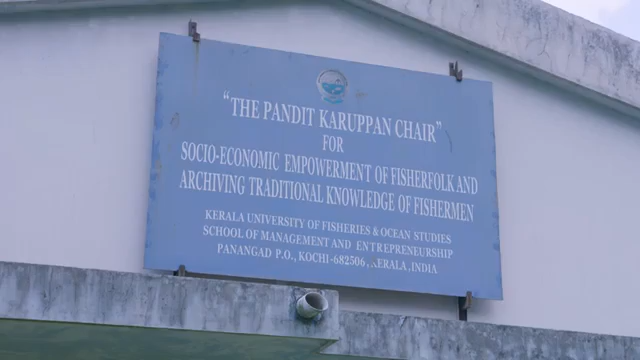 "THE PANDIT KARUPPAN CHAIR"
FOR
SOCIO-ECONOMIC EMPOWERMENT OF FISHERFOLK AND
ARCHIVING TRADITIONAL KNOWLEDGE OF FISHERMEN
KERALA UNIVERSITY OF FISHERIES & OCEAN STUDIES
SCHOOL OF MANAGEMENT AND ENTREPRENEURSHIP
PANANGAD P.O., KOCHI-682506, KERALA, INDIA